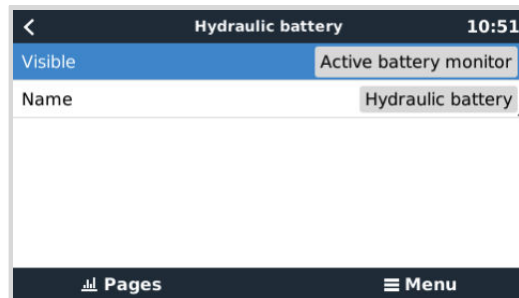 Hydraulic battery 10:51
Visible Active battery monitor
Name Hydraulic battery
Pages Menu